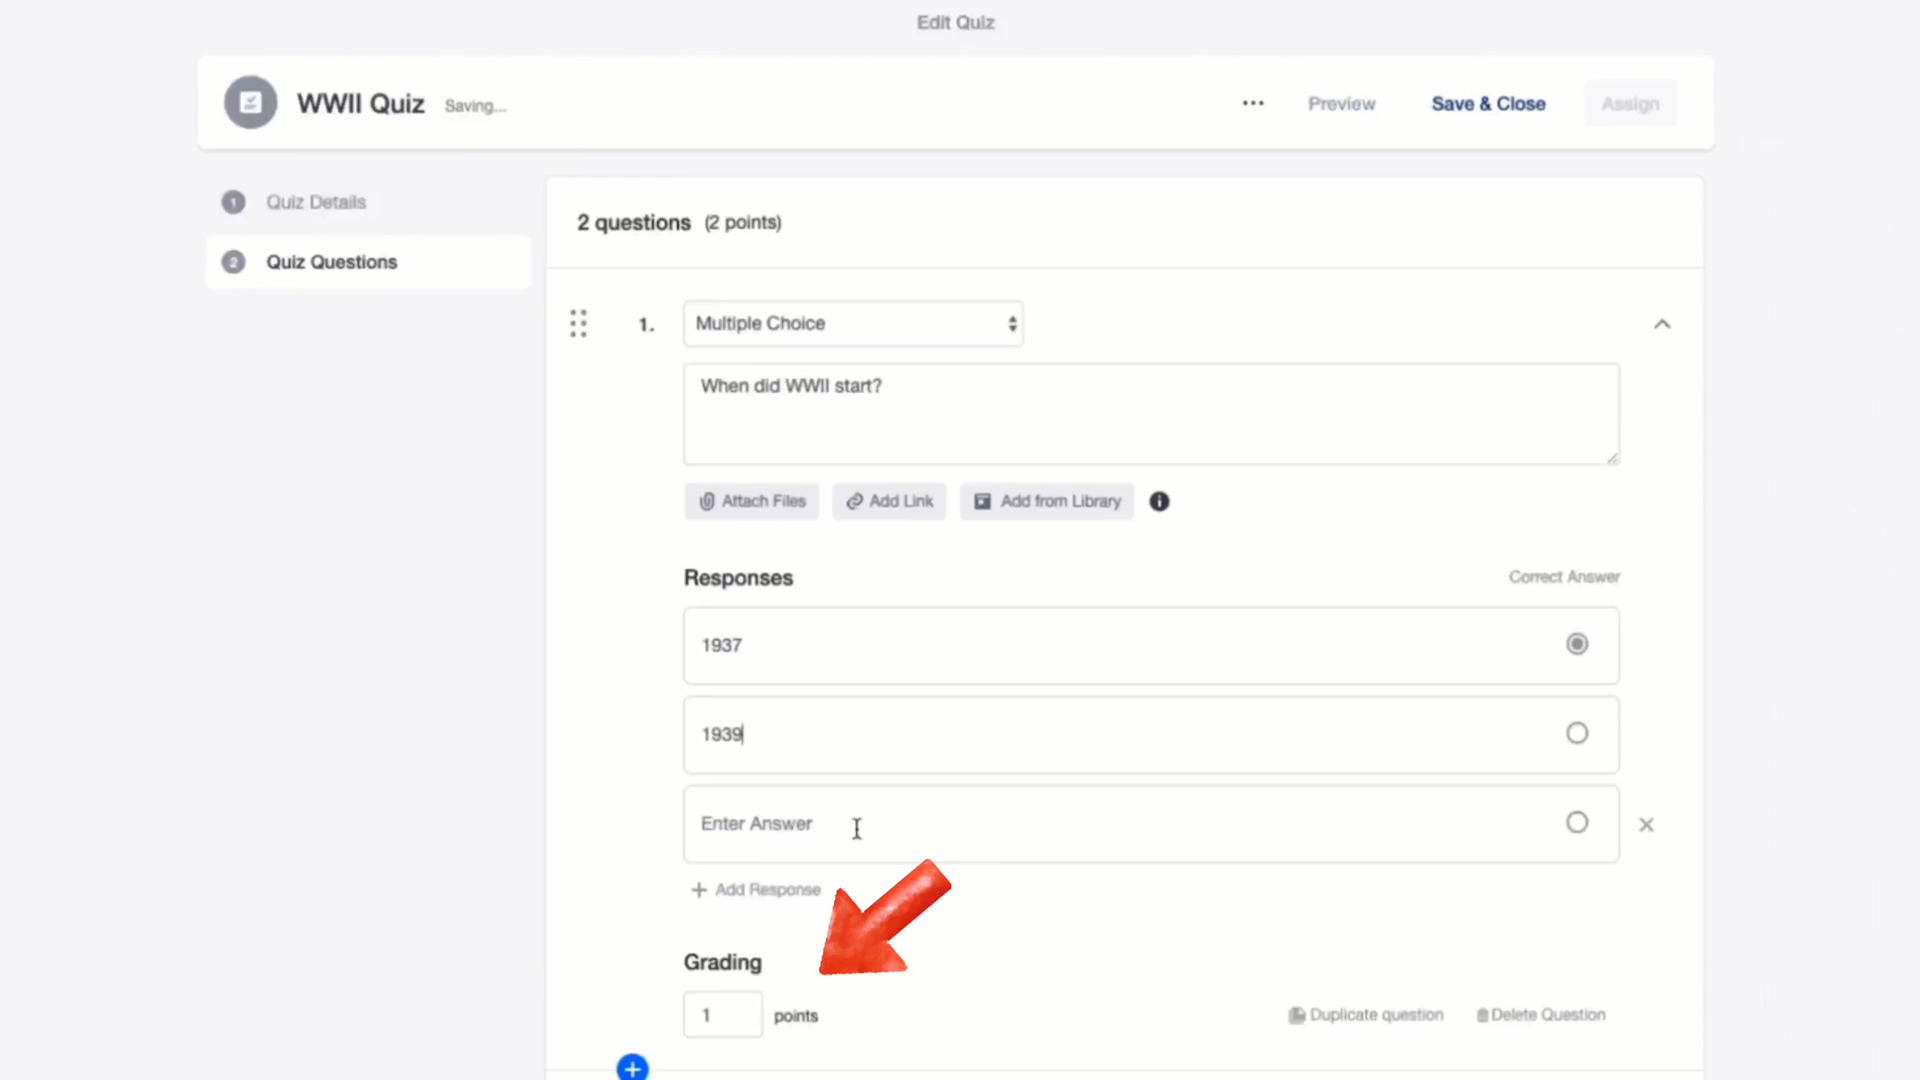 Edit Quiz
WWII Quiz Saving...
... Preview Save & Close Assign
1 Quiz Details
2 Quiz Questions
2 questions (2 points)
1. Multiple Choice
When did WWII start?
Attach Files Add Link Add from Library
Responses Correct Answer
1937
1939
Enter Answer
+ Add Response
Grading
1 points
Duplicate question Delete Question